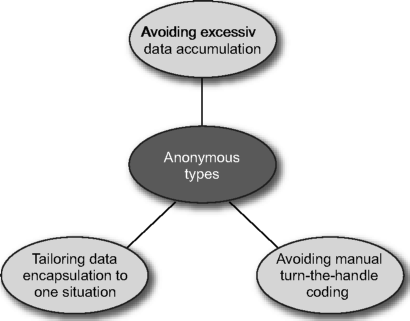 Avoiding excessiv
data accumulation
Anonymous
types
Tailoring data
encapsulation to
one situation
Avoiding manual
turn-the-handle
coding